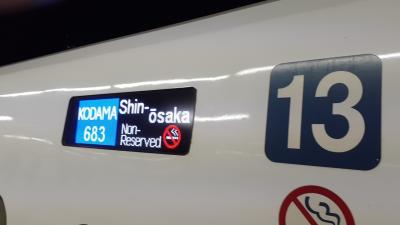 KODAMA
683
Shin-
ōsaka
Non-
Reserved
13